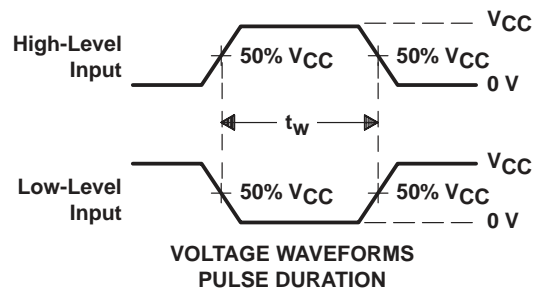 VCC
High-Level
Input
50% VCC
50% VCC
0 V
tw
VCC
Low-Level
Input
50% VCC
50% VCC
0 V
VOLTAGE WAVEFORMS
PULSE DURATION